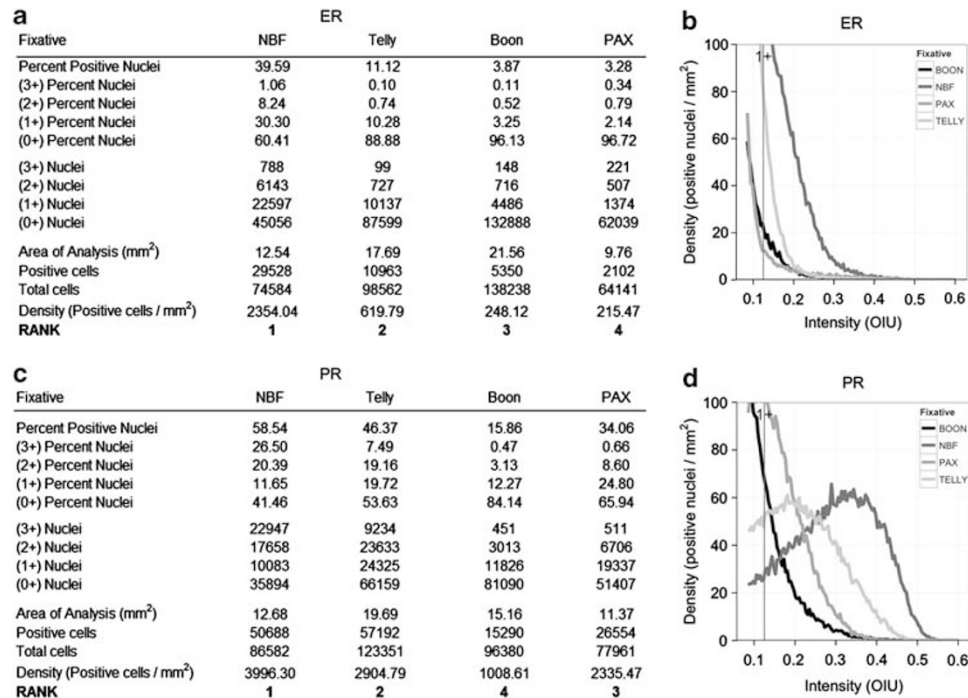 a
ER
Fixative NBF Telly Boon PAX
Percent Positive Nuclei 39.59 11.12 3.87 3.28
(3+) Percent Nuclei 1.06 0.10 0.11 0.34
(2+) Percent Nuclei 8.24 0.74 0.52 0.79
(1+) Percent Nuclei 30.30 10.28 3.25 2.14
(0+) Percent Nuclei 60.41 88.88 96.13 96.72
(3+) Nuclei 788 99 148 221
(2+) Nuclei 6143 727 716 507
(1+) Nuclei 22597 10137 4486 1374
(0+) Nuclei 45056 87599 132888 62039
Area of Analysis (mm²) 12.54 17.69 21.56 9.76
Positive cells 29528 10963 5350 2102
Total cells 74584 98562 138238 64141
Density (Positive cells / mm²) 2354.04 619.79 248.12 215.47
RANK 1 2 3 4
b
ER
Density (positive nuclei / mm²)
100
80
60
40
20
0
1+
Fixative
BOON
NBF
PAX
TELLY
0.1 0.2 0.3 0.4 0.5 0.6
Intensity (OIU)
c
PR
Fixative NBF Telly Boon PAX
Percent Positive Nuclei 58.54 46.37 15.86 34.06
(3+) Percent Nuclei 26.50 7.49 0.47 0.66
(2+) Percent Nuclei 20.39 19.16 3.13 8.60
(1+) Percent Nuclei 11.65 19.72 12.27 24.80
(0+) Percent Nuclei 41.46 53.63 84.14 65.94
(3+) Nuclei 22947 9234 451 511
(2+) Nuclei 17658 23633 3013 6706
(1+) Nuclei 10083 24325 11826 19337
(0+) Nuclei 35894 66159 81090 51407
Area of Analysis (mm²) 12.68 19.69 15.16 11.37
Positive cells 50688 57192 15290 26554
Total cells 86582 123351 96380 77961
Density (Positive cells / mm²) 3996.30 2904.79 1008.61 2335.47
RANK 1 2 4 3
d
PR
Density (positive nuclei / mm²)
100
80
60
40
20
0
1+
Fixative
BOON
NBF
PAX
TELLY
0.1 0.2 0.3 0.4 0.5 0.6
Intensity (OIU)